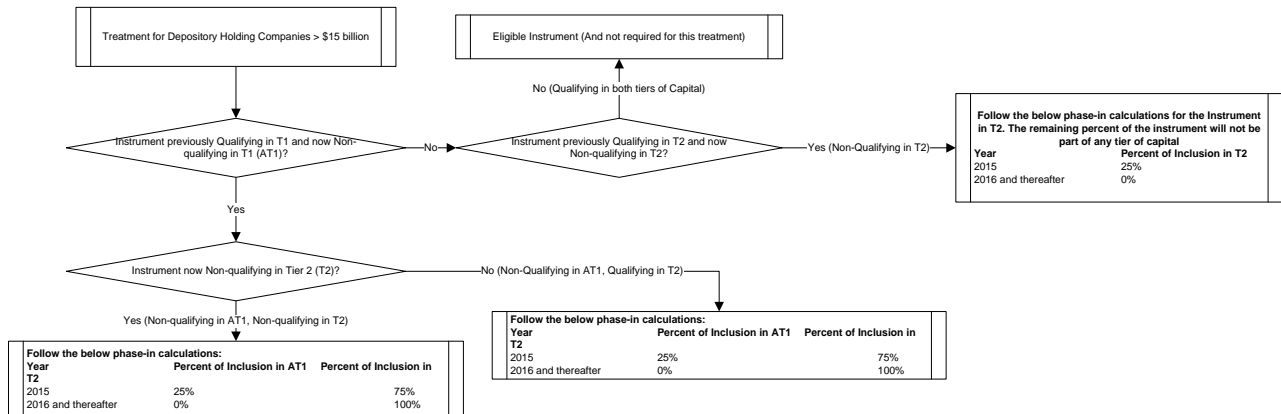 Treatment for Depository Holding Companies > $15 billion
Eligible Instrument (And not required for this treatment)
No (Qualifying in both tiers of Capital)
Instrument previously Qualifying in T1 and now Non-
qualifying in T1 (AT1)?
No
Instrument previously Qualifying in T2 and now
Non-Qualifying in T2?
Yes (Non-Qualifying in T2)
Follow the below phase-in calculations for the Instrument
in T2. The remaining percent of the instrument will not be
part of any tier of capital
Year Percent of Inclusion in T2
2015 25%
2016 and thereafter 0%
Yes
Instrument now Non-qualifying in Tier 2 (T2)?
No (Non-Qualifying in AT1, Qualifying in T2)
Yes (Non-qualifying in AT1, Non-qualifying in T2)
Follow the below phase-in calculations:
Year Percent of Inclusion in AT1 Percent of Inclusion in
T2
2015 25% 75%
2016 and thereafter 0% 100%
Follow the below phase-in calculations:
Year Percent of Inclusion in AT1 Percent of Inclusion in
T2
2015 25% 75%
2016 and thereafter 0% 100%